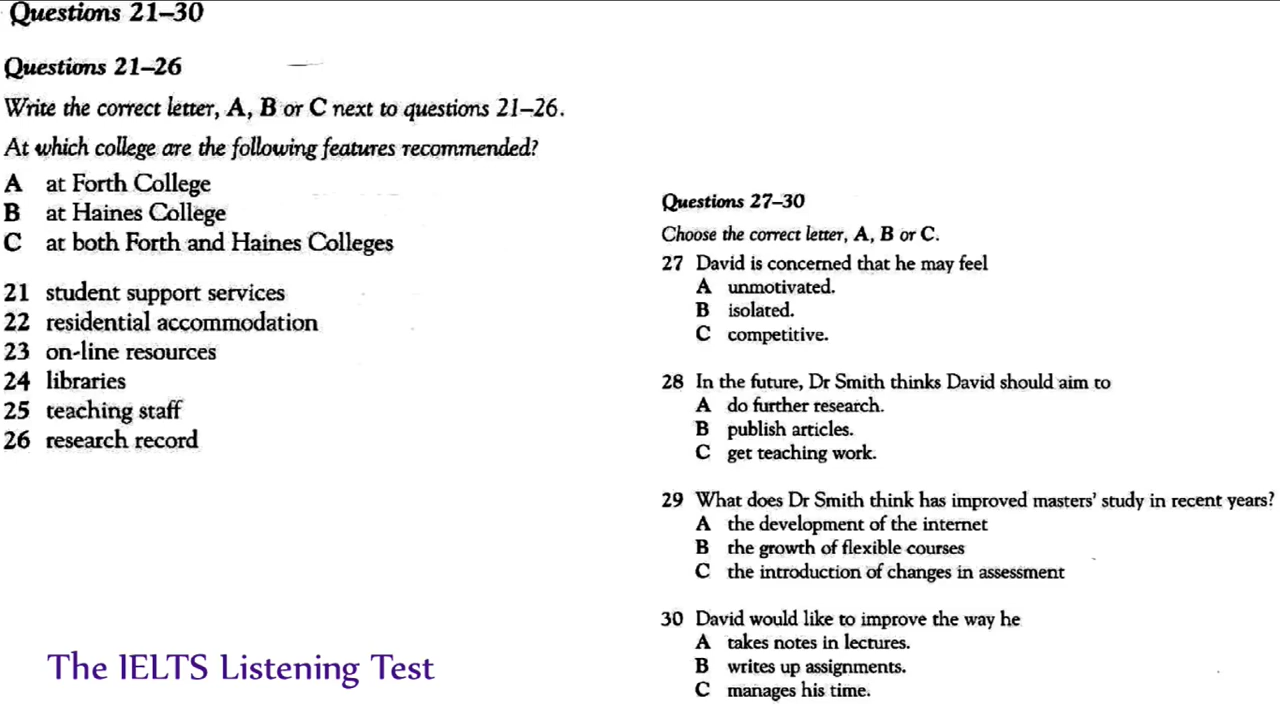 Questions 21–30
Questions 21–26
Write the correct letter, A, B or C next to questions 21–26.
At which college are the following features recommended?
A at Forth College
B at Haines College
C at both Forth and Haines Colleges
21 student support services
22 residential accommodation
23 on-line resources
24 libraries
25 teaching staff
26 research record
The IELTS Listening Test
Questions 27–30
Choose the correct letter, A, B or C.
27 David is concerned that he may feel
A unmotivated.
B isolated.
C competitive.
28 In the future, Dr Smith thinks David should aim to
A do further research.
B publish articles.
C get teaching work.
29 What does Dr Smith think has improved masters' study in recent years?
A the development of the internet
B the growth of flexible courses
C the introduction of changes in assessment
30 David would like to improve the way he
A takes notes in lectures.
B writes up assignments.
C manages his time.